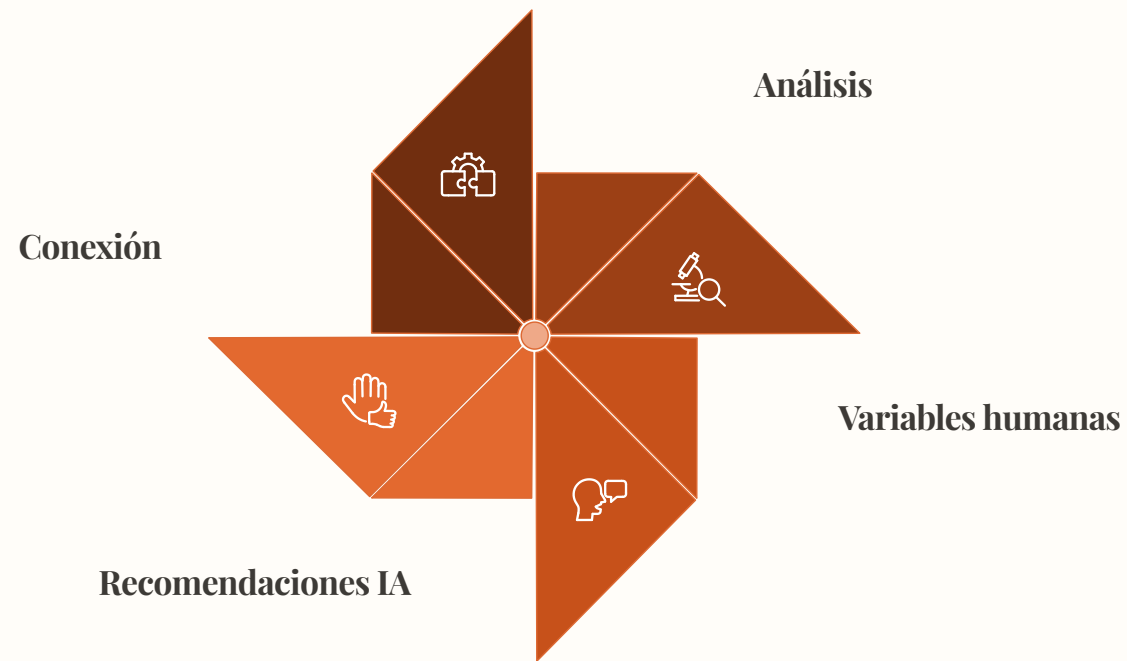 Análisis
Conexión
Variables humanas
Recomendaciones IA